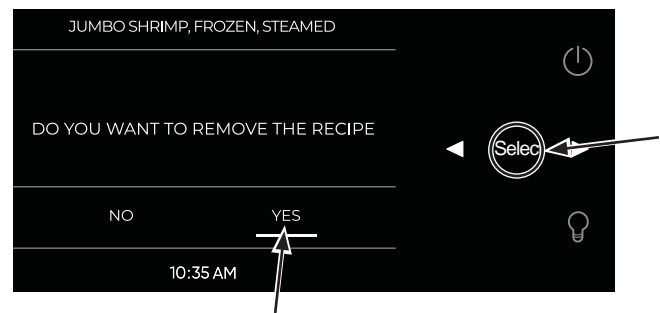 JUMBO SHRIMP, FROZEN, STEAMED
DO YOU WANT TO REMOVE THE RECIPE
Selec
NO YES
10:35 AM